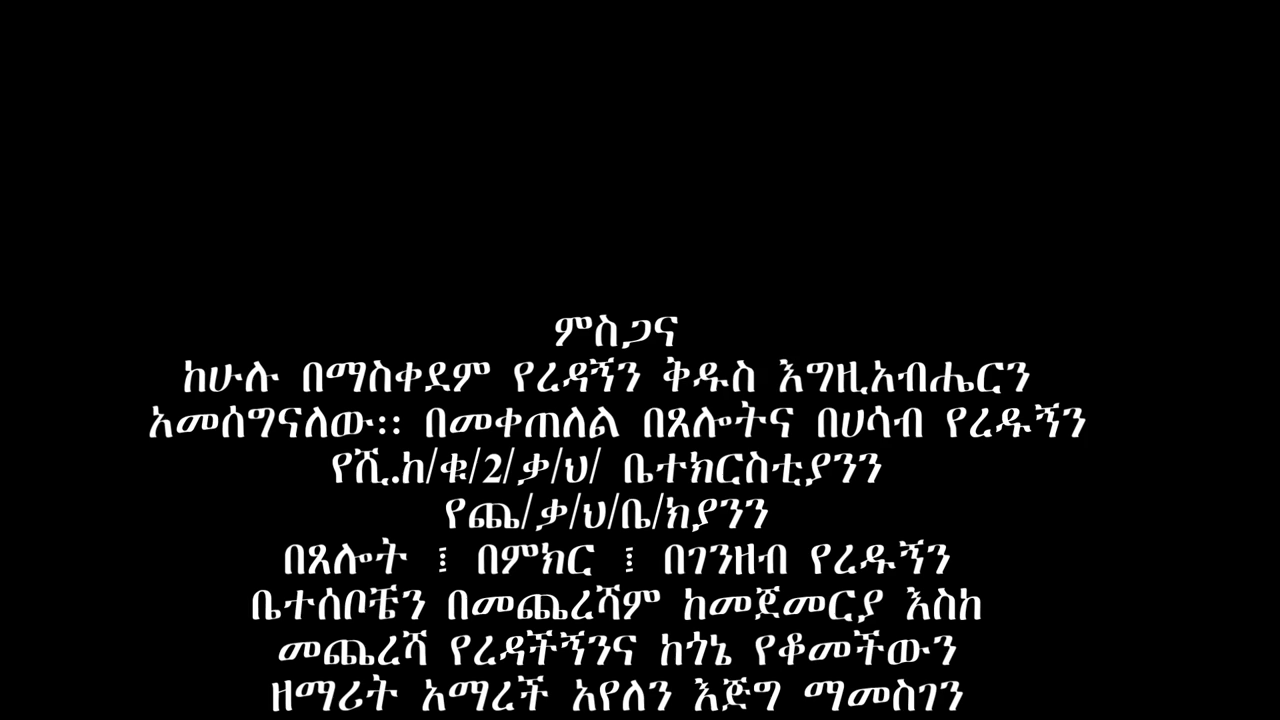 ምስጋና
ከሁሉ በማስቀደም የረዳኝን ቅዱስ እግዚአብሔርን
አመሰግናለው፡፡ በመቀጠልል በጸሎትና በሀሳብ የረዱኝን
የሺ.ከ/ቁ/2/ቃ/ህ/ ቤተክርስቲያንን
የጨ/ቃ/ህ/ቤ/ክያንን
በጸሎት ፤ በምክር ፤ በገንዘብ የረዱኝን
ቤተሰቦቼን በመጨረሻም ከመጀመርያ እስከ
መጨረሻ የረዳችኝንና ከጎኔ የቆመችውን
ዘማሪት አማረች አየለን እጅግ ማመስገን